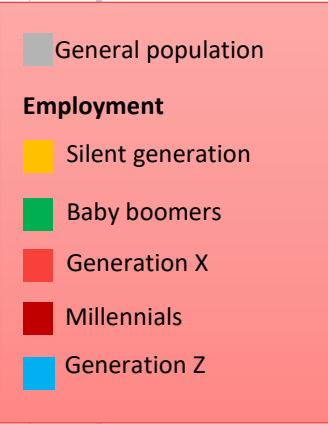 General population
Employment
Silent generation
Baby boomers
Generation X
Millennials
Generation Z